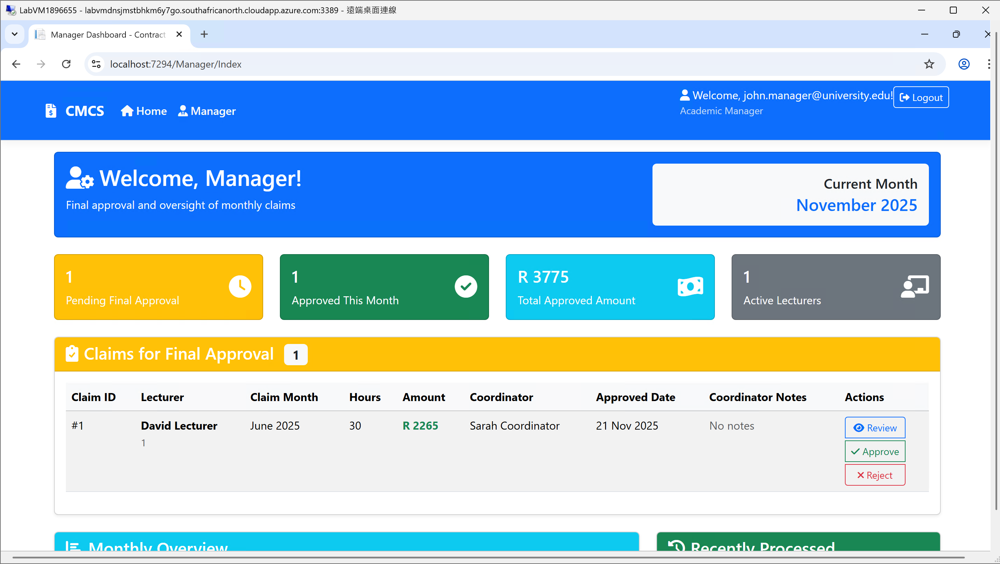 LabVM1896655 - labvmdnsjmstbhkm6y7go.southafricanorth.cloudapp.azure.com:3389 - 遠端桌面連線
Manager Dashboard - Contract
localhost:7294/Manager/Index
CMCS
Home
Manager
Welcome, john.manager@university.edu!
Academic Manager
Logout
Welcome, Manager!
Final approval and oversight of monthly claims
Current Month
November 2025
1
Pending Final Approval
1
Approved This Month
R 3775
Total Approved Amount
1
Active Lecturers
Claims for Final Approval 1
Claim ID Lecturer Claim Month Hours Amount Coordinator Approved Date Coordinator Notes Actions
#1 David Lecturer June 2025 30 R 2265 Sarah Coordinator 21 Nov 2025 No notes Review
1
Approve
Reject
Monthly Overview
Recently Processed